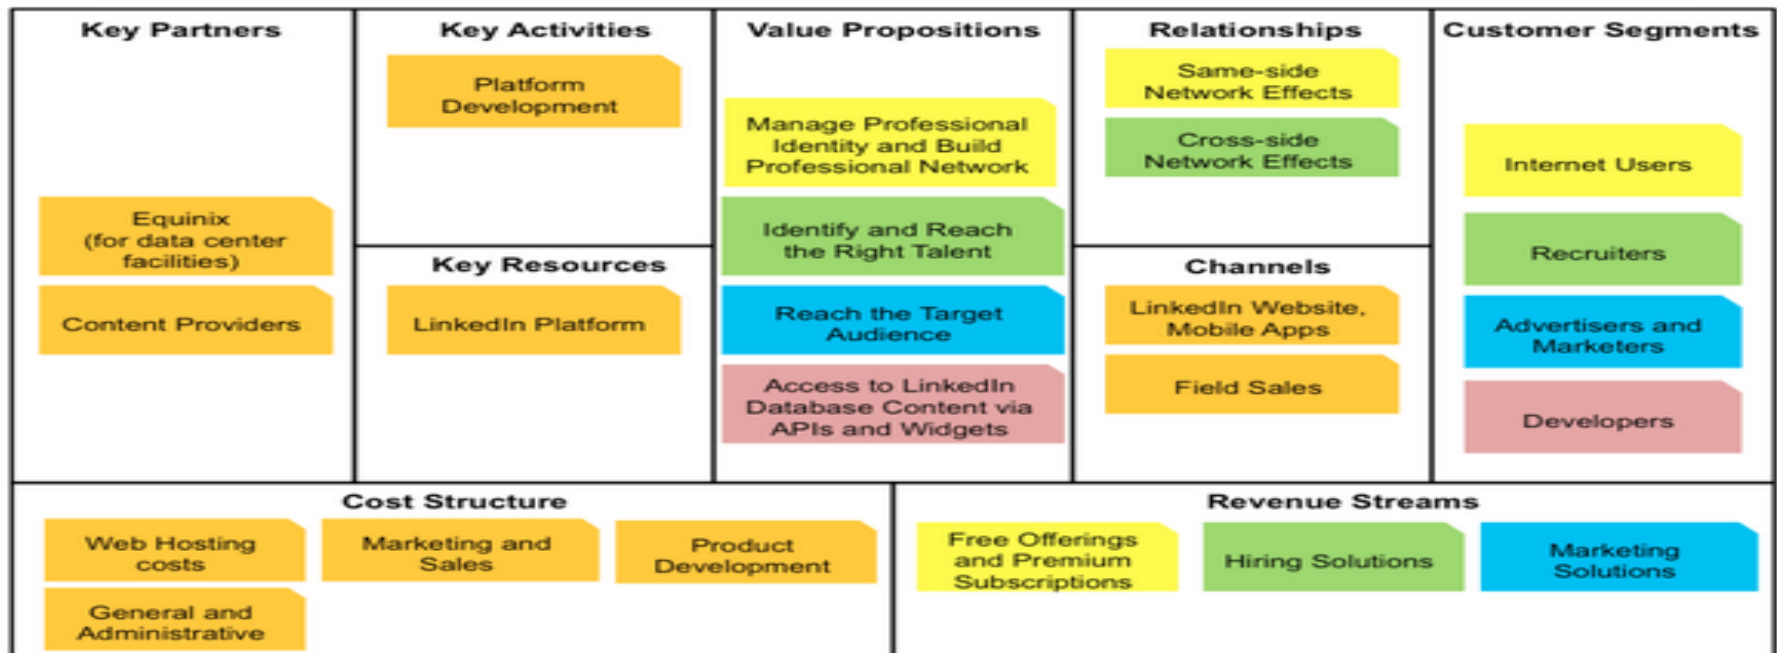 Key Partners
Equinix
(for data center
facilities)
Content Providers
Key Activities
Platform
Development
Key Resources
LinkedIn Platform
Value Propositions
Manage Professional
Identity and Build
Professional Network
Identify and Reach
the Right Talent
Reach the Target
Audience
Access to LinkedIn
Database Content via
APIs and Widgets
Relationships
Same-side
Network Effects
Cross-side
Network Effects
Channels
LinkedIn Website,
Mobile Apps
Field Sales
Customer Segments
Internet Users
Recruiters
Advertisers and
Marketers
Developers
Cost Structure
Web Hosting
costs
Marketing and
Sales
Product
Development
General and
Administrative
Revenue Streams
Free Offerings
and Premium
Subscriptions
Hiring Solutions
Marketing
Solutions